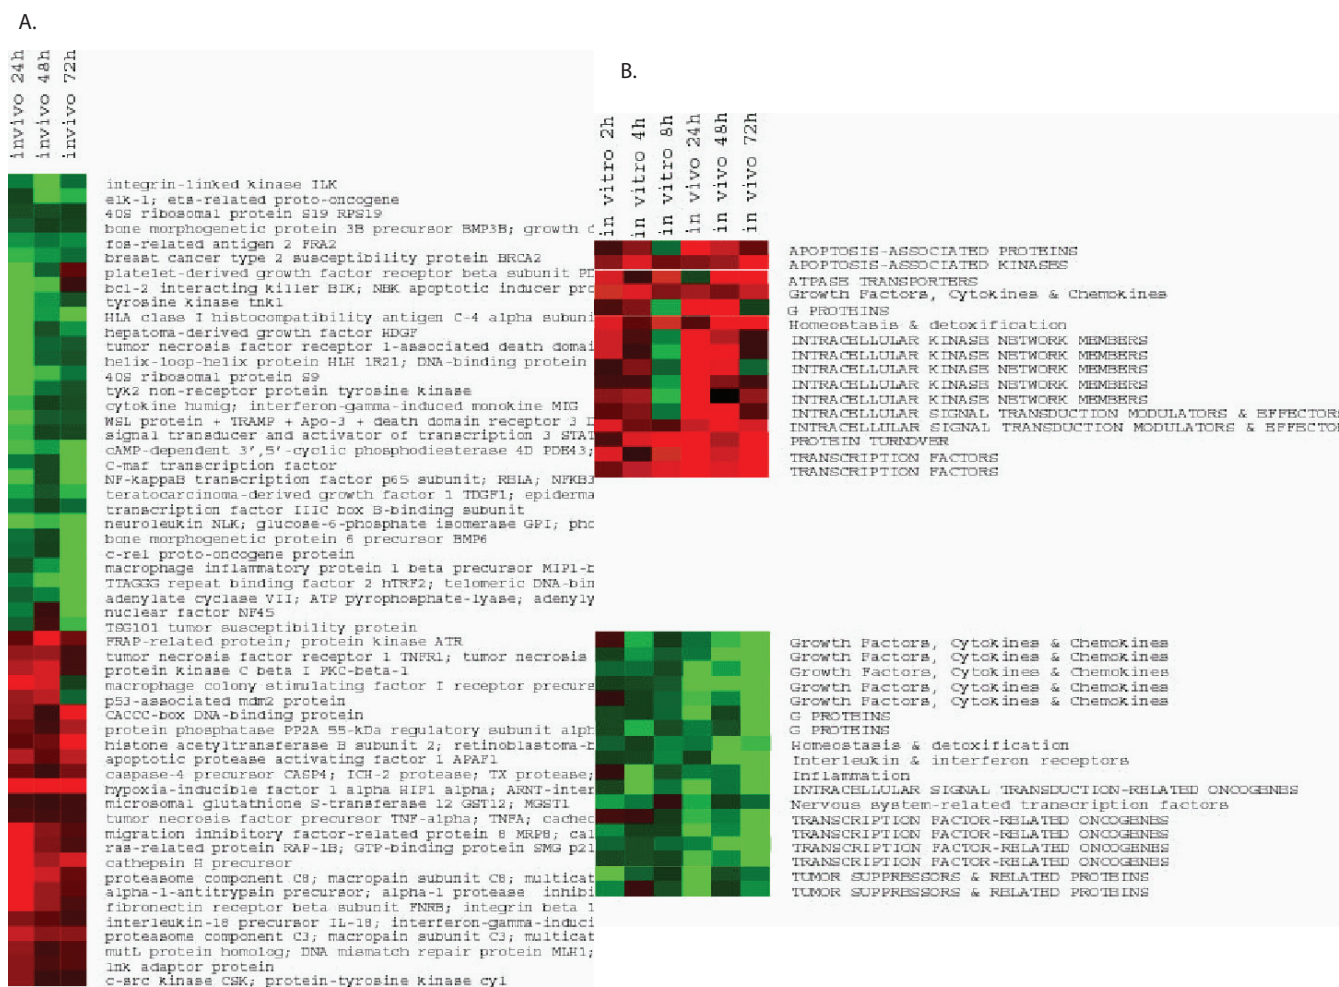 A.
invivo 24h
invivo 48h
invivo 72h
integrin-linked kinase ILK
elk-1; ets-related proto-oncogene
40S ribosomal protein S19 RPS19
bone morphogenetic protein 3B precursor BMP3B; growth d
fos-related antigen 2 FRA2
breast cancer type 2 susceptibility protein BRCA2
platelet-derived growth factor receptor beta subunit PD
bcl-2 interacting killer BIK; NBK apoptotic inducer pro
tyrosine kinase tnk1
HLA class I histocompatibility antigen C-4 alpha subuni
hepatoma-derived growth factor HDGF
tumor necrosis factor receptor 1-associated death domai
helix-loop-helix protein HLH 1R21; DNA-binding protein
40S ribosomal protein S9
tyk2 non-receptor protein tyrosine kinase
cytokine humig; interferon-gamma-induced monokine MIG
WSL protein + TRAMP + Apo-3 + death domain receptor 3 D
signal transducer and activator of transcription 3 STAT
cAMP-dependent 3',5'-cyclic phosphodiesterase 4D PDE43;
C-maf transcription factor
NF-kappaB transcription factor p65 subunit; RELA; NFKB3
teratocarcinoma-derived growth factor 1 TDGF1; epiderma
transcription factor IIIC box B-binding subunit
neuroleukin NLK; glucose-6-phosphate isomerase GPI; pho
bone morphogenetic protein 6 precursor BMP6
c-rel proto-oncogene protein
macrophage inflammatory protein 1 beta precursor MIP1-b
TTAGGG repeat binding factor 2 hTRF2; telomeric DNA-bin
adenylate cyclase VII; ATP pyrophosphate-lyase; adenyly
nuclear factor NF45
TSG101 tumor susceptibility protein
FRAP-related protein; protein kinase ATR
tumor necrosis factor receptor 1 TNFR1; tumor necrosis
protein kinase C beta I PKC-beta-1
macrophage colony stimulating factor I receptor precurs
p53-associated mdm2 protein
CACCC-box DNA-binding protein
protein phosphatase PP2A 55-kDa regulatory subunit alph
histone acetyltransferase B subunit 2; retinoblastoma-b
apoptotic protease activating factor 1 APAF1
caspase-4 precursor CASP4; ICH-2 protease; TX protease;
hypoxia-inducible factor 1 alpha HIF1 alpha; ARNT-inter
microsomal glutathione S-transferase 12 GST12; MGST1
tumor necrosis factor precursor TNF-alpha; TNFA; cachec
migration inhibitory factor-related protein 8 MRP8; cal
ras-related protein RAP-1B; GTP-binding protein SMG p21
cathepsin H precursor
proteasome component C8; macropain subunit C8; multicat
alpha-1-antitrypsin precursor; alpha-1 protease inhibi
fibronectin receptor beta subunit FNRB; integrin beta 1
interleukin-18 precursor IL-18; interferon-gamma-induci
proteasome component C3; macropain subunit C3; multicat
mutL protein homolog; DNA mismatch repair protein MLH1;
lnk adaptor protein
c-src kinase CSK; protein-tyrosine kinase cyl
B.
in vitro 2h
in vitro 4h
in vitro 8h
in vivo 24h
in vivo 48h
in vivo 72h
APOPTOSIS-ASSOCIATED PROTEINS
APOPTOSIS-ASSOCIATED KINASES
ATPASE TRANSPORTERS
Growth Factors, Cytokines & Chemokines
G PROTEINS
Homeostasis & detoxification
INTRACELLULAR KINASE NETWORK MEMBERS
INTRACELLULAR KINASE NETWORK MEMBERS
INTRACELLULAR KINASE NETWORK MEMBERS
INTRACELLULAR KINASE NETWORK MEMBERS
INTRACELLULAR KINASE NETWORK MEMBERS
INTRACELLULAR SIGNAL TRANSDUCTION MODULATORS & EFFECTORS
INTRACELLULAR SIGNAL TRANSDUCTION MODULATORS & EFFECTOR
PROTEIN TURNOVER
TRANSCRIPTION FACTORS
TRANSCRIPTION FACTORS
Growth Factors, Cytokines & Chemokines
Growth Factors, Cytokines & Chemokines
Growth Factors, Cytokines & Chemokines
Growth Factors, Cytokines & Chemokines
Growth Factors, Cytokines & Chemokines
G PROTEINS
G PROTEINS
Homeostasis & detoxification
Interleukin & interferon receptors
Inflammation
INTRACELLULAR SIGNAL TRANSDUCTION-RELATED ONCOGENES
Nervous system-related transcription factors
TRANSCRIPTION FACTOR-RELATED ONCOGENES
TRANSCRIPTION FACTOR-RELATED ONCOGENES
TRANSCRIPTION FACTOR-RELATED ONCOGENES
TRANSCRIPTION FACTOR-RELATED ONCOGENES
TUMOR SUPPRESSORS & RELATED PROTEINS
TUMOR SUPPRESSORS & RELATED PROTEINS